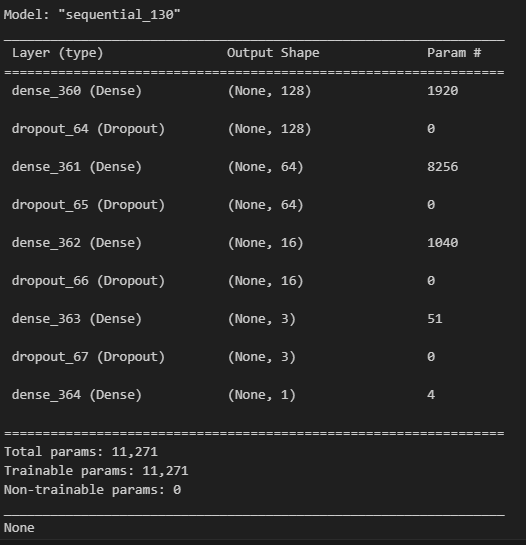 Model: "sequential_130"
_________________________________________________________________
Layer (type) Output Shape Param #
=================================================================
dense_360 (Dense) (None, 128) 1920
dropout_64 (Dropout) (None, 128) 0
dense_361 (Dense) (None, 64) 8256
dropout_65 (Dropout) (None, 64) 0
dense_362 (Dense) (None, 16) 1040
dropout_66 (Dropout) (None, 16) 0
dense_363 (Dense) (None, 3) 51
dropout_67 (Dropout) (None, 3) 0
dense_364 (Dense) (None, 1) 4
=================================================================
Total params: 11,271
Trainable params: 11,271
Non-trainable params: 0
_________________________________________________________________
None